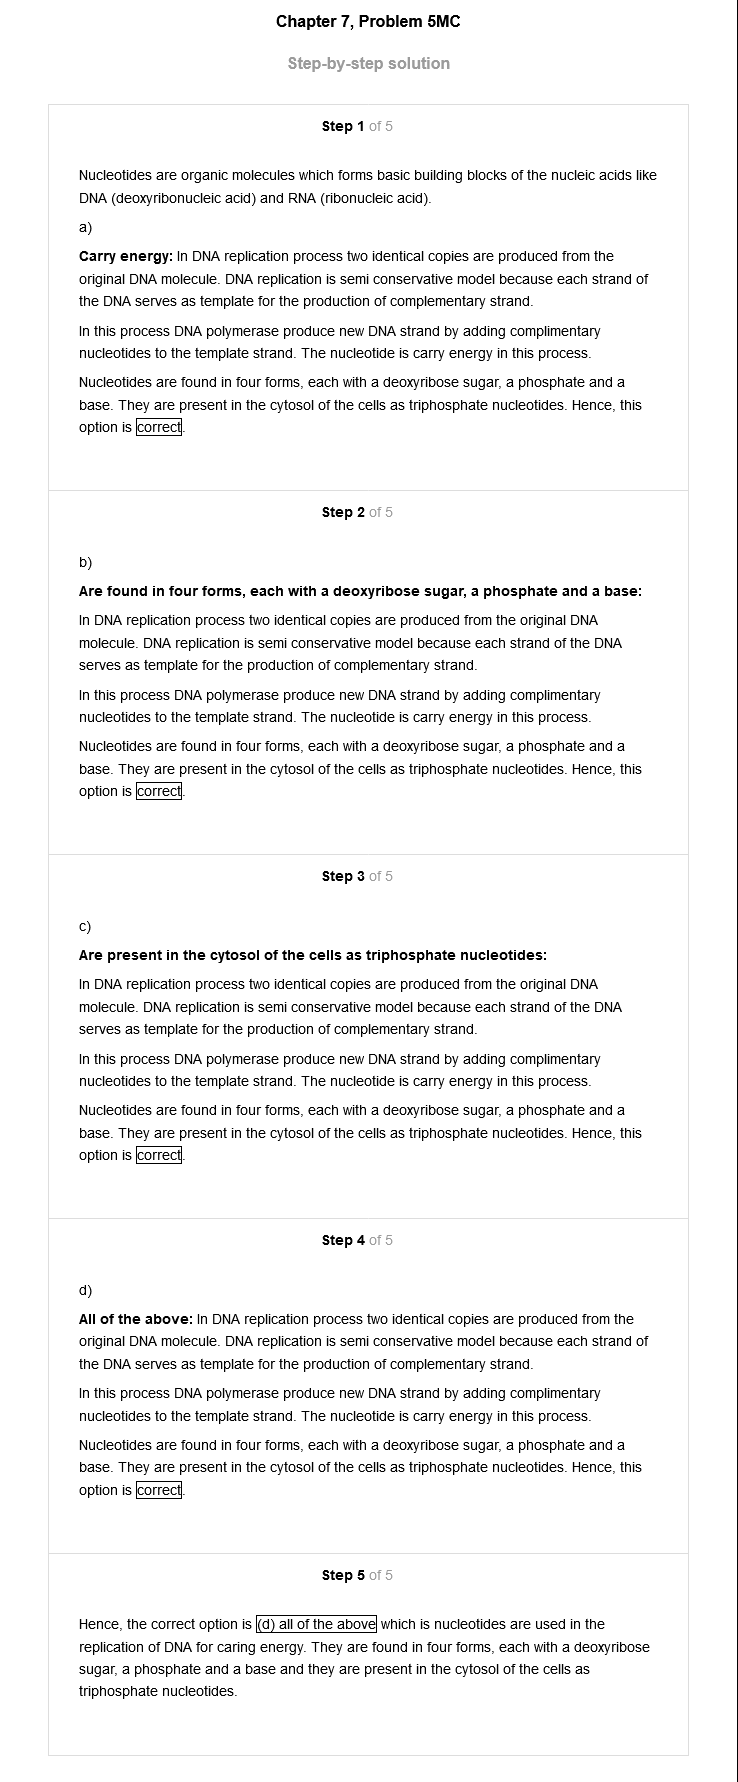 Chapter 7, Problem 5MC
Step-by-step solution
Step 1 of 5
Nucleotides are organic molecules which forms basic building blocks of the nucleic acids like
DNA (deoxyribonucleic acid) and RNA (ribonucleic acid).
a)
Carry energy: In DNA replication process two identical copies are produced from the
original DNA molecule. DNA replication is semi conservative model because each strand of
the DNA serves as template for the production of complementary strand.
In this process DNA polymerase produce new DNA strand by adding complimentary
nucleotides to the template strand. The nucleotide is carry energy in this process.
Nucleotides are found in four forms, each with a deoxyribose sugar, a phosphate and a
base. They are present in the cytosol of the cells as triphosphate nucleotides. Hence, this
option is correct.
Step 2 of 5
b)
Are found in four forms, each with a deoxyribose sugar, a phosphate and a base:
In DNA replication process two identical copies are produced from the original DNA
molecule. DNA replication is semi conservative model because each strand of the DNA
serves as template for the production of complementary strand.
In this process DNA polymerase produce new DNA strand by adding complimentary
nucleotides to the template strand. The nucleotide is carry energy in this process.
Nucleotides are found in four forms, each with a deoxyribose sugar, a phosphate and a
base. They are present in the cytosol of the cells as triphosphate nucleotides. Hence, this
option is correct.
Step 3 of 5
c)
Are present in the cytosol of the cells as triphosphate nucleotides:
In DNA replication process two identical copies are produced from the original DNA
molecule. DNA replication is semi conservative model because each strand of the DNA
serves as template for the production of complementary strand.
In this process DNA polymerase produce new DNA strand by adding complimentary
nucleotides to the template strand. The nucleotide is carry energy in this process.
Nucleotides are found in four forms, each with a deoxyribose sugar, a phosphate and a
base. They are present in the cytosol of the cells as triphosphate nucleotides. Hence, this
option is correct.
Step 4 of 5
d)
All of the above: In DNA replication process two identical copies are produced from the
original DNA molecule. DNA replication is semi conservative model because each strand of
the DNA serves as template for the production of complementary strand.
In this process DNA polymerase produce new DNA strand by adding complimentary
nucleotides to the template strand. The nucleotide is carry energy in this process.
Nucleotides are found in four forms, each with a deoxyribose sugar, a phosphate and a
base. They are present in the cytosol of the cells as triphosphate nucleotides. Hence, this
option is correct.
Step 5 of 5
Hence, the correct option is (d) all of the above which is nucleotides are used in the
replication of DNA for caring energy. They are found in four forms, each with a deoxyribose
sugar, a phosphate and a base and they are present in the cytosol of the cells as
triphosphate nucleotides.